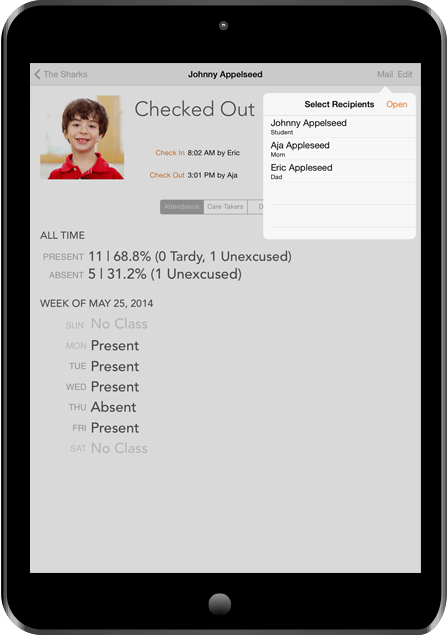 The Sharks
Johnny Appelseed
Mail Edit
Checked Out
Select Recipients Open
Johnny Appelseed
Student
Aja Appleseed
Mom
Eric Appleseed
Dad
Check In 8:02 AM by Eric
Check Out 3:01 PM by Aja
Attendance Care Takers D
ALL TIME
PRESENT 11 | 68.8% (0 Tardy, 1 Unexcused)
ABSENT 5 | 31.2% (1 Unexcused)
WEEK OF MAY 25, 2014
SUN No Class
MON Present
TUE Present
WED Present
THU Absent
FRI Present
SAT No Class